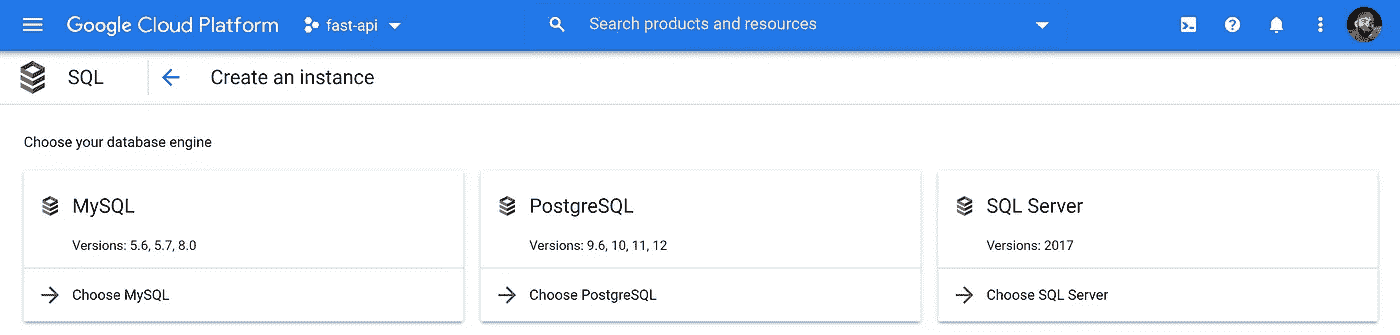 Google Cloud Platform fast-api Search products and resources
SQL Create an instance
Choose your database engine
MySQL
Versions: 5.6, 5.7, 8.0
Choose MySQL
PostgreSQL
Versions: 9.6, 10, 11, 12
Choose PostgreSQL
SQL Server
Versions: 2017
Choose SQL Server